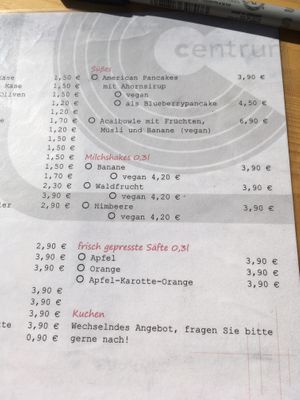 centrum
Süßes
Käse 1,50 € O American Pancakes 3,90 €
Käse 1,50 € mit Ahornsirup
Oliven 1,50 € O vegan
1,20 € O als Blueberrypancake 4,50 €
1,20 €
1,70 € O Acaibowle mit Früchten, 6,90 €
1,20 € Müsli und Banane (vegan)
1,50 €
1,50 €
1,50 € Milchshakes 0,3l
1,50 € O Banane 3,90 €
1,70 € O vegan 4,20 €
2,30 € O Waldfrucht 3,90 €
3,90 € O vegan 4,20 €
2,90 € O Himbeere 3,90 €
O vegan 4,20 €
2,90 € frisch gepresste Säfte 0,3l
3,90 € O Apfel 3,90 €
3,90 € O Orange 3,90 €
O Apfel-Karotte-Orange 3,90 €
3,90 €
3,90 €
3,90 € Kuchen
3,90 € Wechselndes Angebot, fragen Sie bitte
0,90 € gerne nach!